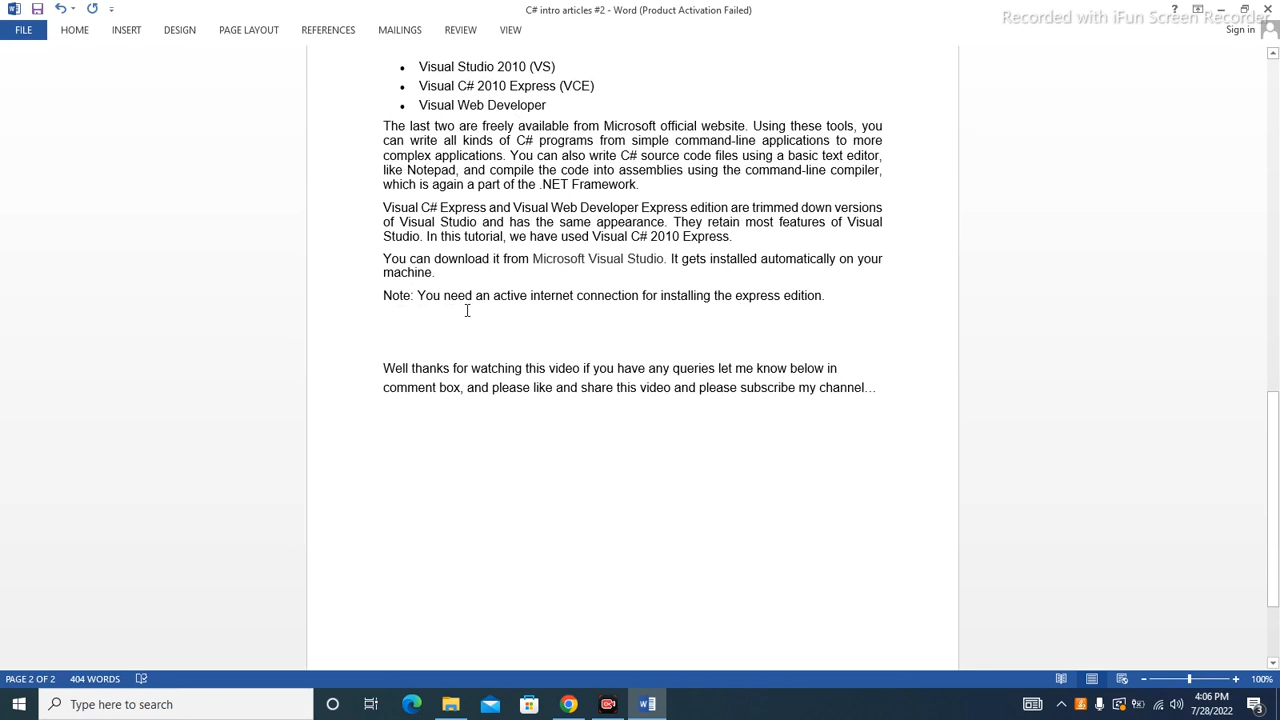 C# intro articles #2 - Word (Product Activation Failed)
Recorded with iFun Screen Recorder
FILE HOME INSERT DESIGN PAGE LAYOUT REFERENCES MAILINGS REVIEW VIEW Sign in
• Visual Studio 2010 (VS)
• Visual C# 2010 Express (VCE)
• Visual Web Developer
The last two are freely available from Microsoft official website. Using these tools, you
can write all kinds of C# programs from simple command-line applications to more
complex applications. You can also write C# source code files using a basic text editor,
like Notepad, and compile the code into assemblies using the command-line compiler,
which is again a part of the .NET Framework.
Visual C# Express and Visual Web Developer Express edition are trimmed down versions
of Visual Studio and has the same appearance. They retain most features of Visual
Studio. In this tutorial, we have used Visual C# 2010 Express.
You can download it from Microsoft Visual Studio. It gets installed automatically on your
machine.
Note: You need an active internet connection for installing the express edition.
Well thanks for watching this video if you have any queries let me know below in
comment box, and please like and share this video and please subscribe my channel…
PAGE 2 OF 2 404 WORDS 100%
Type here to search
4:06 PM
7/28/2022
3